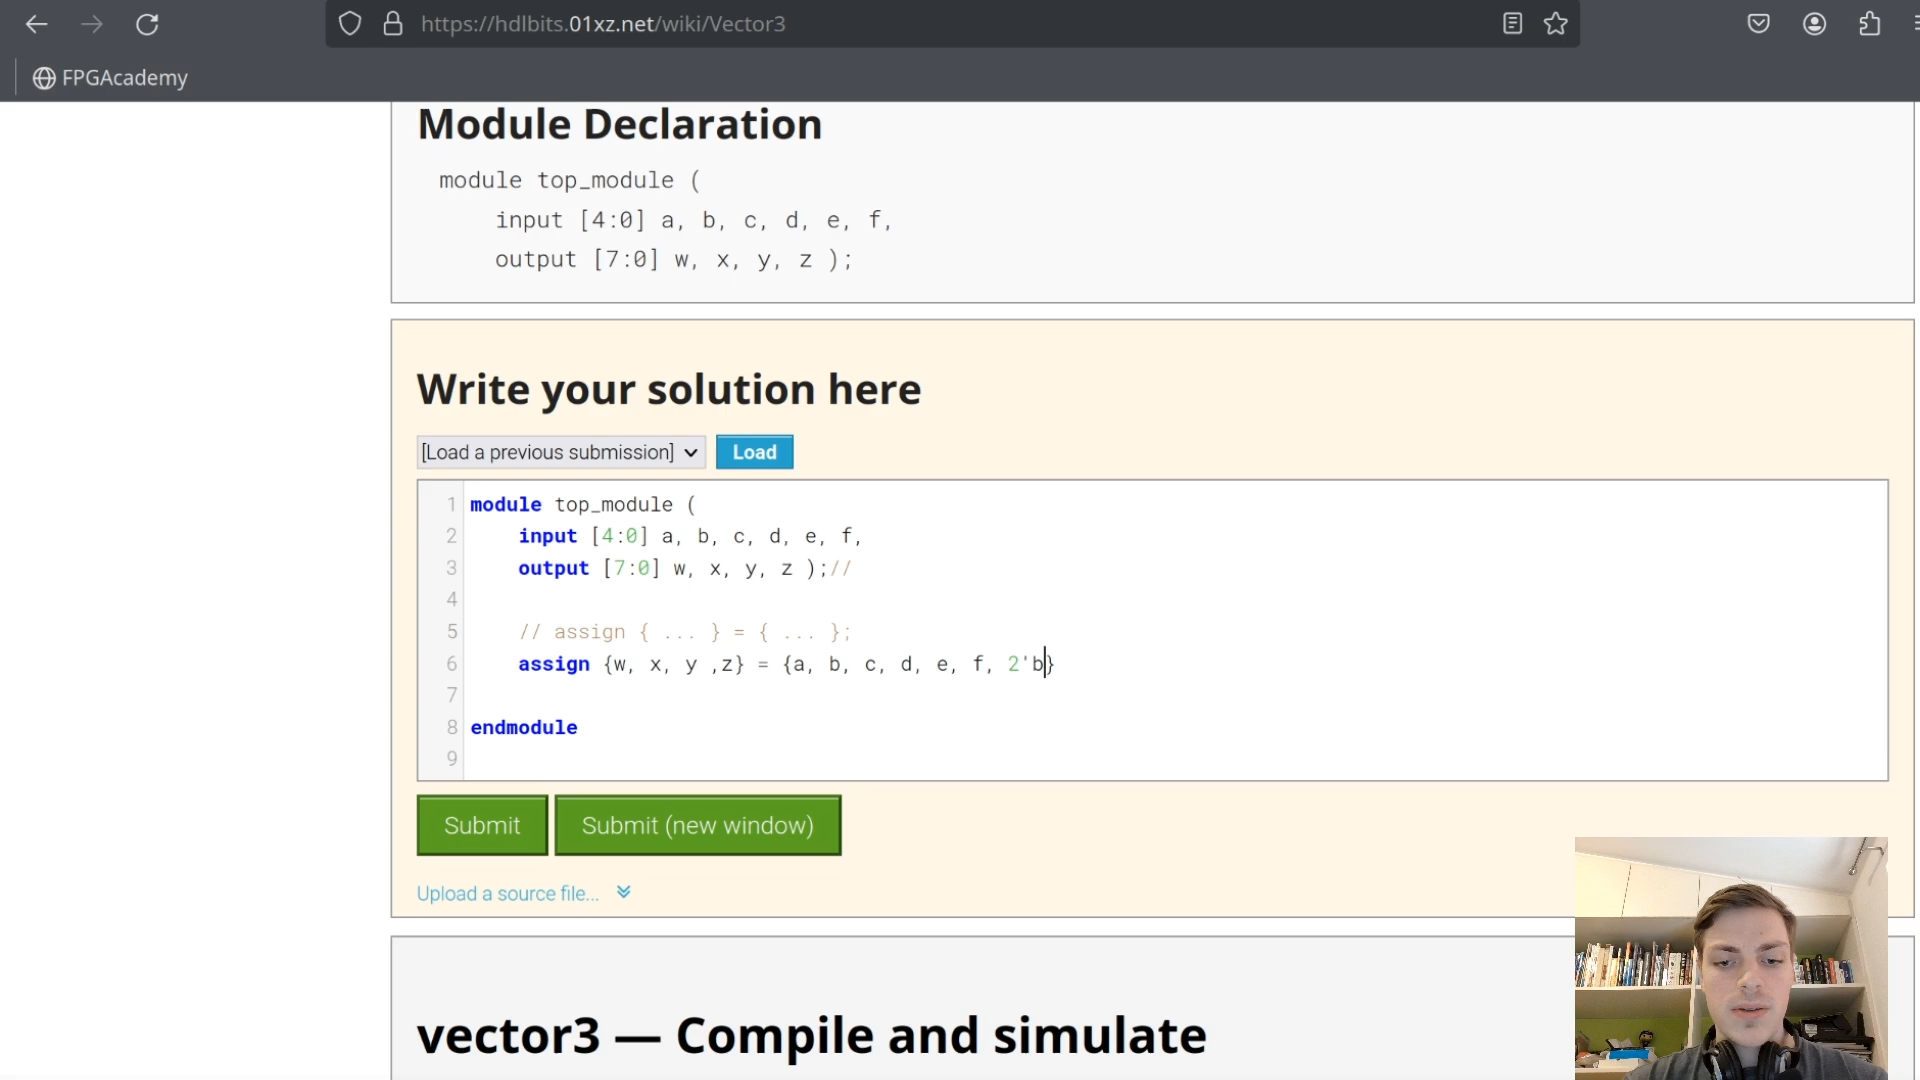 https://hdlbits.01xz.net/wiki/Vector3
FPGAcademy
Module Declaration
module top_module (
input [4:0] a, b, c, d, e, f,
output [7:0] w, x, y, z );
Write your solution here
[Load a previous submission] Load
1 module top_module (
2 input [4:0] a, b, c, d, e, f,
3 output [7:0] w, x, y, z );//
4
5 // assign { ... } = { ... };
6 assign {w, x, y ,z} = {a, b, c, d, e, f, 2'b}
7
8 endmodule
9
Submit Submit (new window)
Upload a source file...
vector3 — Compile and simulate